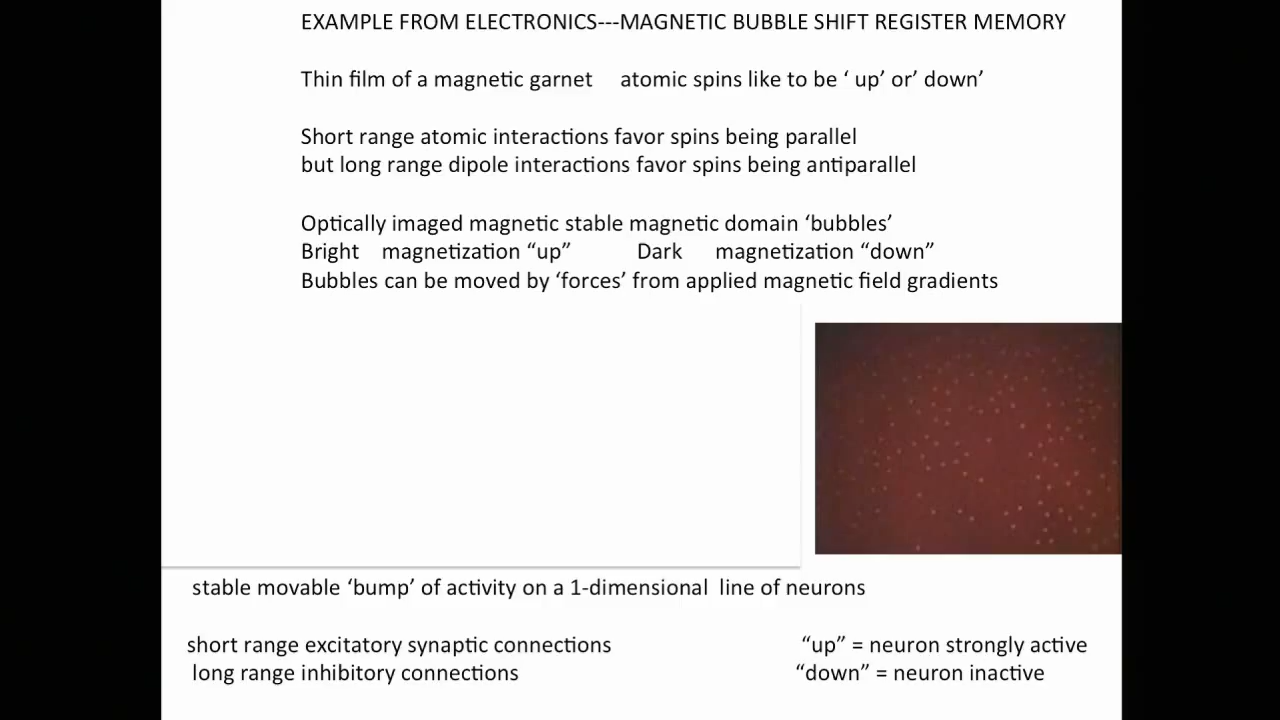 EXAMPLE FROM ELECTRONICS---MAGNETIC BUBBLE SHIFT REGISTER MEMORY
Thin film of a magnetic garnet atomic spins like to be ‘ up’ or’ down’
Short range atomic interactions favor spins being parallel
but long range dipole interactions favor spins being antiparallel
Optically imaged magnetic stable magnetic domain ‘bubbles’
Bright magnetization “up” Dark magnetization “down”
Bubbles can be moved by ‘forces’ from applied magnetic field gradients
stable movable ‘bump’ of activity on a 1-dimensional line of neurons
short range excitatory synaptic connections “up” = neuron strongly active
long range inhibitory connections “down” = neuron inactive